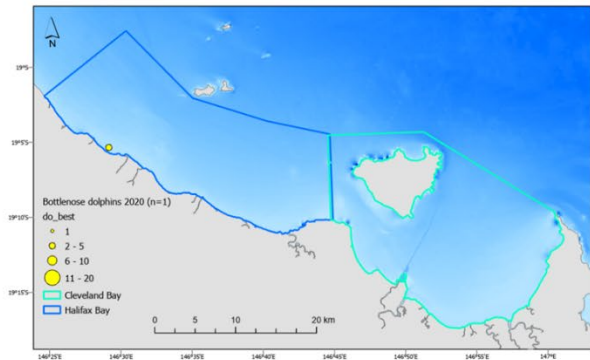 N
19°5'
19°5'
19°10'
19°15'
Bottlenose dolphins 2020 (n=1)
do_best
1
2 - 5
6 - 10
11 - 20
Cleveland Bay
Halifax Bay
0 5 10 20 km
146°25'E 146°30'E 146°35'E 146°40'E 146°45'E 146°50'E 146°55'E 147°E